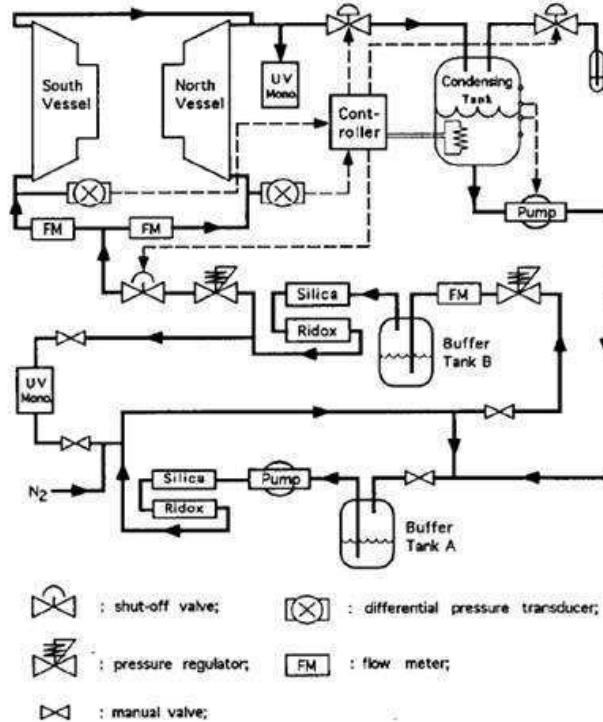 South
Vessel
North
Vessel
UV
Mono.
Cont-
roller
Condensing
Tank
FM
FM
Pump
Silica
Ridox
FM
Buffer
Tank B
UV
Mono.
N2
Silica
Ridox
Pump
Buffer
Tank A
: shut-off valve;
: differential pressure transducer;
: pressure regulator;
FM
: flow meter;
: manual valve;